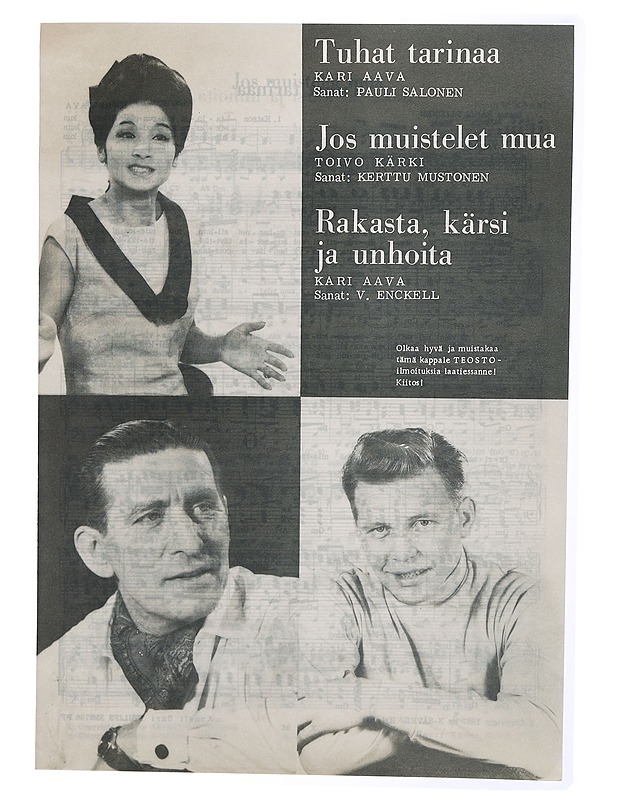 Tuhat tarinaa
KARI AAVA
Sanat: PAULI SALONEN
Jos muistelet mua
TOIVO KÄRKI
Sanat: KERTTU MUSTONEN
Rakasta, kärsi
ja unhoita
KARI AAVA
Sanat: V. ENCKELL
Olkaa hyvä ja muistakaa
tämä kappale TEOSTO-
ilmoituksia laatiessanne!
Kiitos!